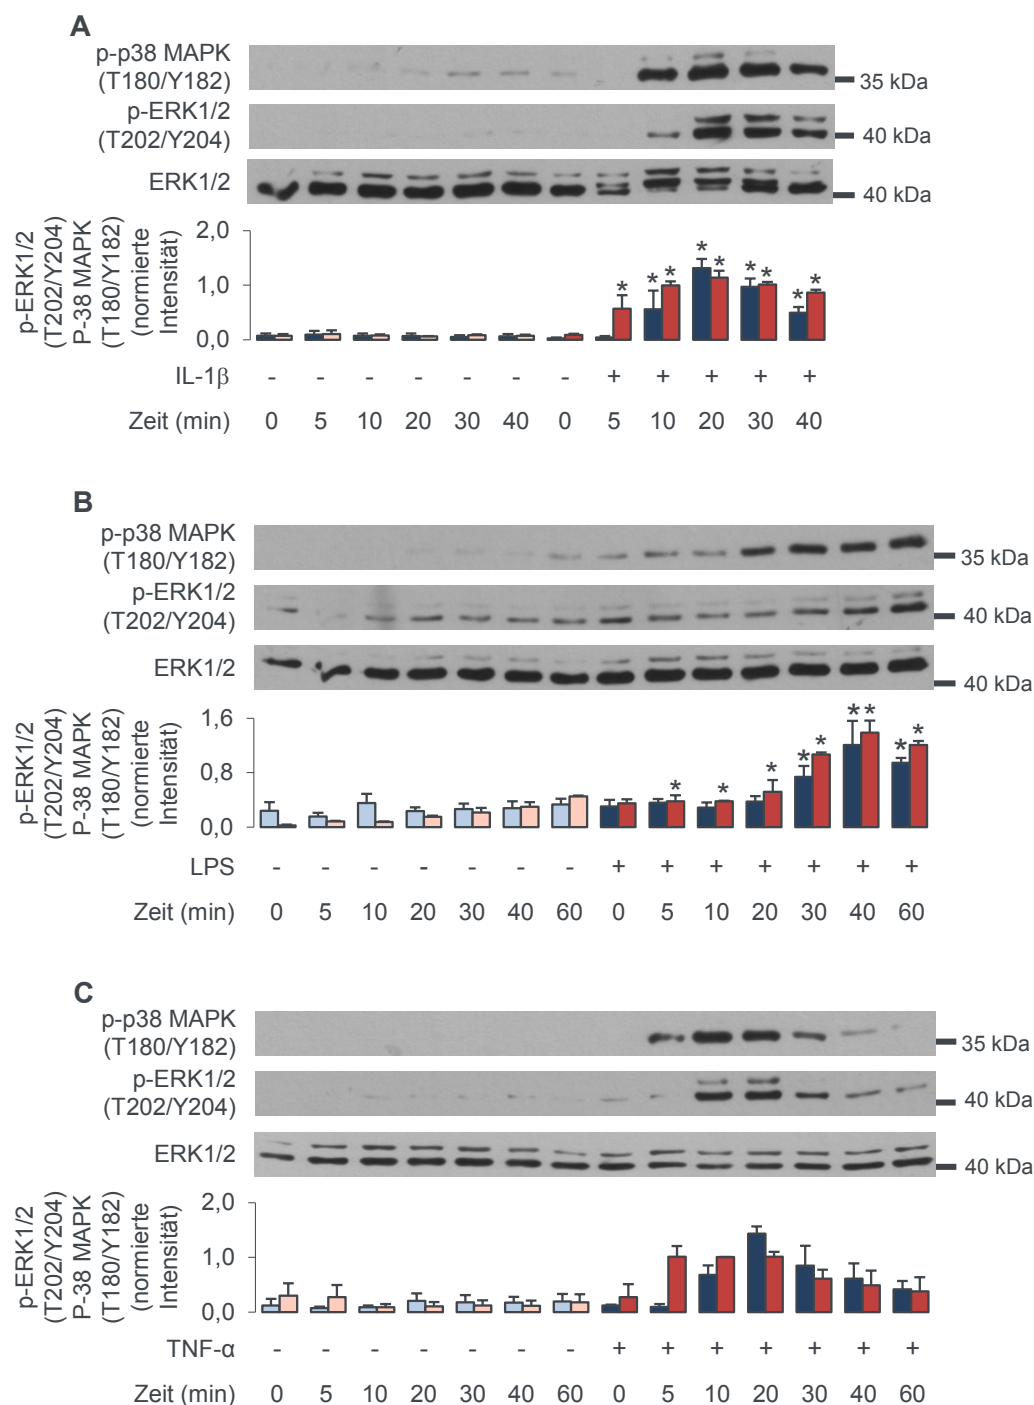 A
p-p38 MAPK
(T180/Y182)
35 kDa
p-ERK1/2
(T202/Y204)
40 kDa
ERK1/2
40 kDa
p-ERK1/2
(T202/Y204)
P-38 MAPK
(T180/Y182)
(normierte
Intensität)
2,0
1,0
0,0
* * * * * * * * *
IL-1β - - - - - - - + + + + +
Zeit (min) 0 5 10 20 30 40 0 5 10 20 30 40
B
p-p38 MAPK
(T180/Y182)
35 kDa
p-ERK1/2
(T202/Y204)
40 kDa
ERK1/2
40 kDa
p-ERK1/2
(T202/Y204)
P-38 MAPK
(T180/Y182)
(normierte
Intensität)
1,6
0,8
0,0
* * * * * * * * *
LPS - - - - - - - + + + + + + +
Zeit (min) 0 5 10 20 30 40 60 0 5 10 20 30 40 60
C
p-p38 MAPK
(T180/Y182)
35 kDa
p-ERK1/2
(T202/Y204)
40 kDa
ERK1/2
40 kDa
p-ERK1/2
(T202/Y204)
P-38 MAPK
(T180/Y182)
(normierte
Intensität)
2,0
1,0
0,0
TNF-α - - - - - - - + + + + + + +
Zeit (min) 0 5 10 20 30 40 60 0 5 10 20 30 40 60